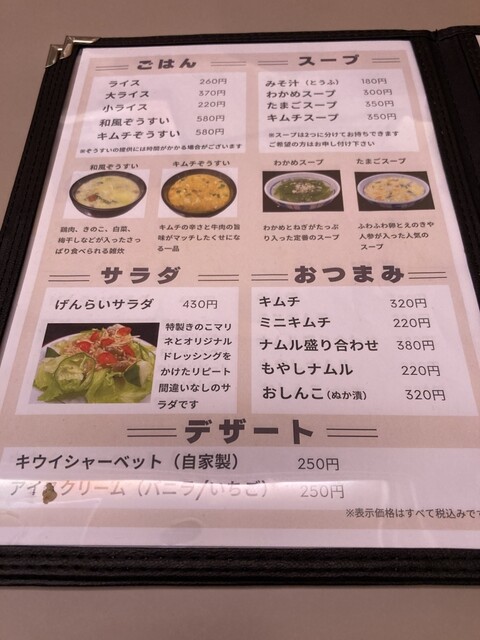 ごはん
ライス 260円
大ライス 370円
小ライス 220円
和風ぞうすい 580円
キムチぞうすい 580円
※ぞうすいの提供には時間がかかる場合がございます
和風ぞうすい
キムチぞうすい
鶏肉、きのこ、白菜、
梅干しなどが入ったさっ
ぱり食べられる雑炊
キムチの辛さと牛肉の旨
味がマッチしたくせにな
る一品
スープ
みそ汁(とうふ) 180円
わかめスープ 300円
たまごスープ 350円
キムチスープ 350円
※スープは2つに分けてお持ちできます
ご希望の方はお申し付け下さい
わかめスープ
たまごスープ
わかめとねぎがたっぷ
り入った定番のスープ
ふわふわ卵とえのきや
人参が入った人気の
スープ
サラダ
げんらいサラダ 430円
特製きのこマリ
ネとオリジナル
ドレッシングを
かけたリピート
間違いなしのサ
ラダです
おつまみ
キムチ 320円
ミニキムチ 220円
ナムル盛り合わせ 380円
もやしナムル 220円
おしんこ(ぬか漬) 320円
デザート
キウイシャーベット（自家製） 250円
アイスクリーム（バニラ/いちご） 250円
※表示価格はすべて税込みで